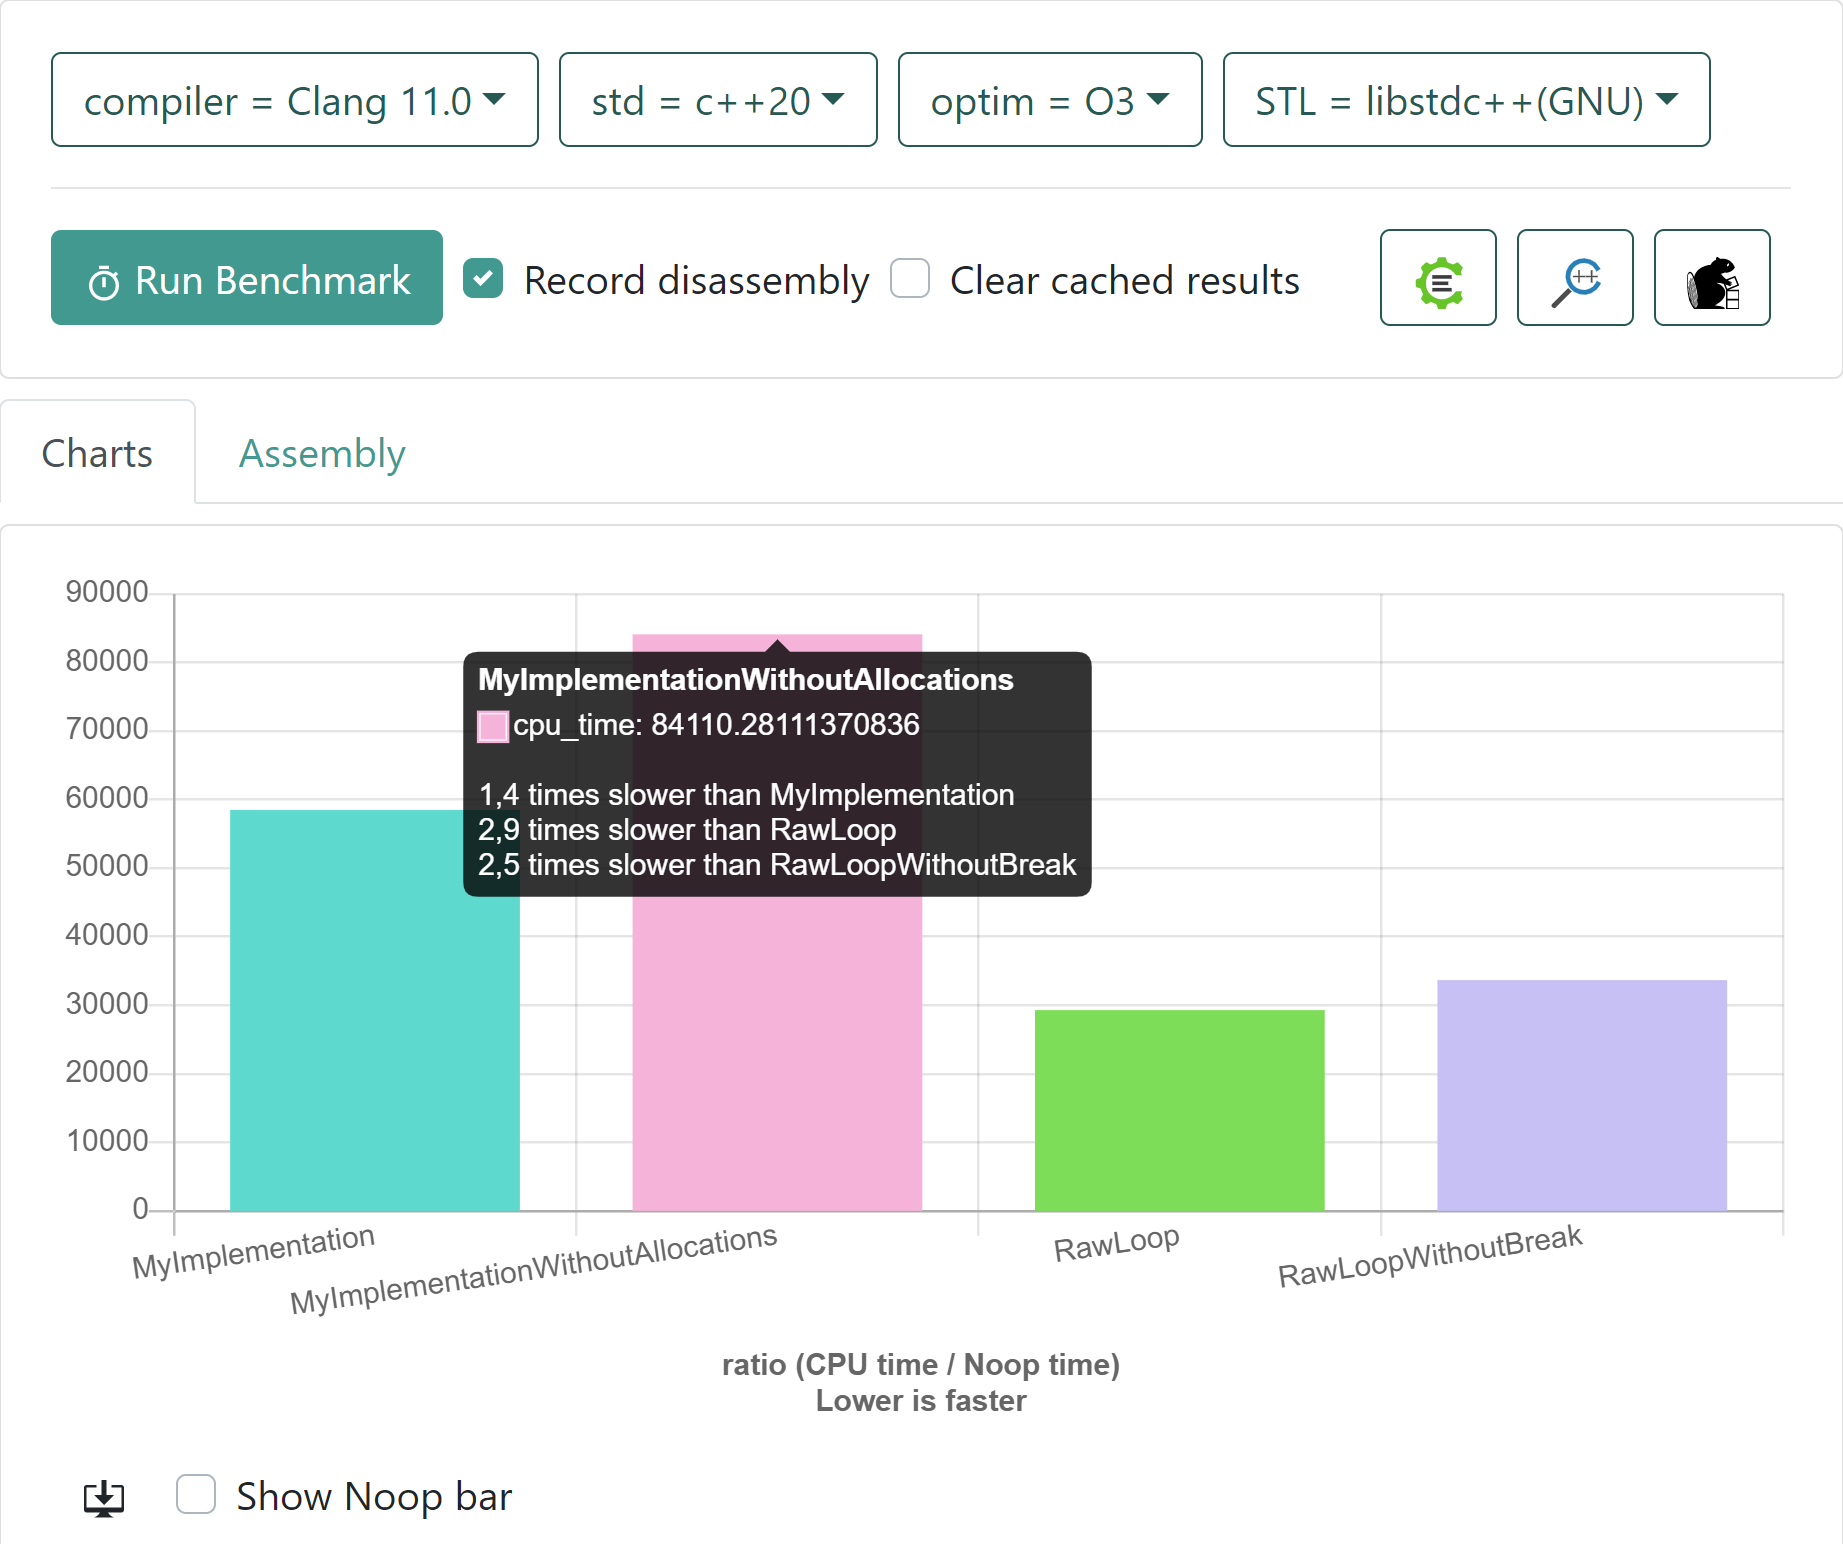 compiler = Clang 11.0
std = c++20
optim = O3
STL = libstdc++(GNU)
Run Benchmark
Record disassembly
Clear cached results
Charts
Assembly
90000
80000
70000
60000
50000
40000
30000
20000
10000
0
MyImplementationWithoutAllocations
cpu_time: 84110.28111370836
1,4 times slower than MyImplementation
2,9 times slower than RawLoop
2,5 times slower than RawLoopWithoutBreak
MyImplementation
MyImplementationWithoutAllocations
RawLoop
RawLoopWithoutBreak
ratio (CPU time / Noop time)
Lower is faster
Show Noop bar